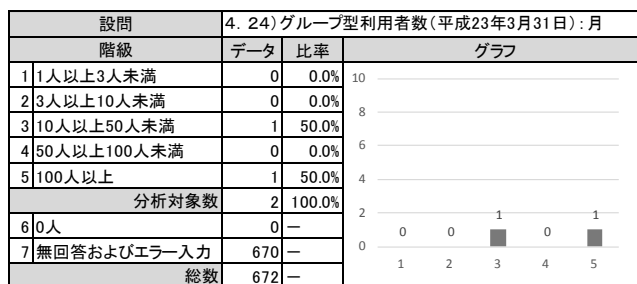 設問 4．24)グループ型利用者数(平成23年3月31日)：月
階級 データ 比率 グラフ
1 1人以上3人未満 0 0.0%
2 3人以上10人未満 0 0.0%
3 10人以上50人未満 1 50.0%
4 50人以上100人未満 0 0.0%
5 100人以上 1 50.0%
分析対象数 2 100.0%
6 0人 0 －
7 無回答およびエラー入力 670 －
総数 672 －
10
8
6
4
2
0
0 0 1 0 1
1 2 3 4 5